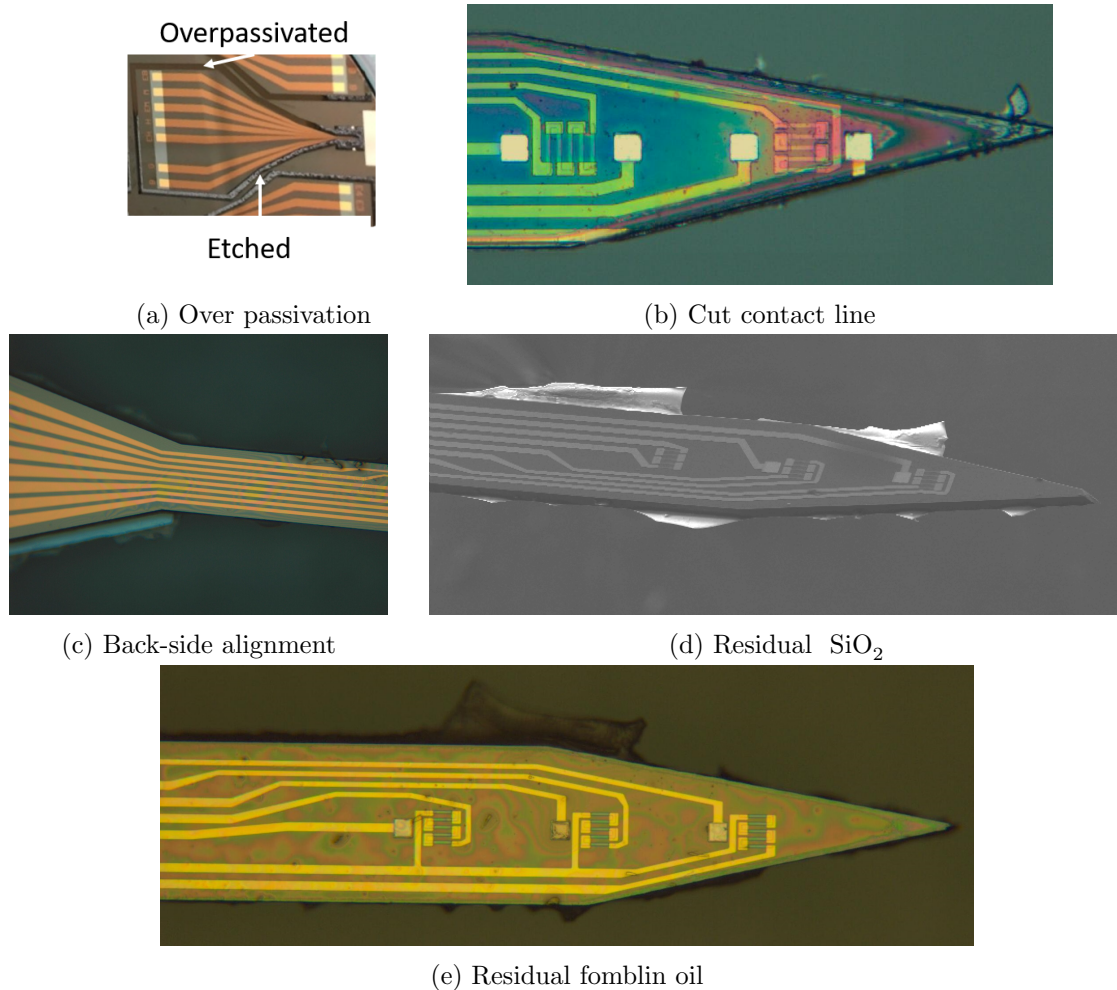 Overpassivated
Etched
(a) Over passivation
(b) Cut contact line
(c) Back-side alignment
(d) Residual SiO₂
(e) Residual fomblin oil